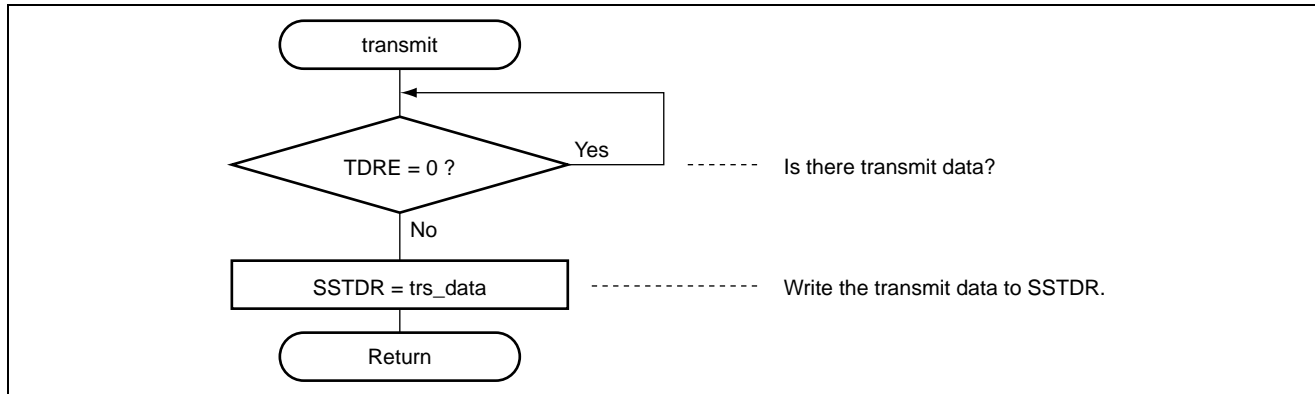 transmit
Yes
TDRE = 0 ?
Is there transmit data?
No
SSTDR = trs_data
Write the transmit data to SSTDR.
Return